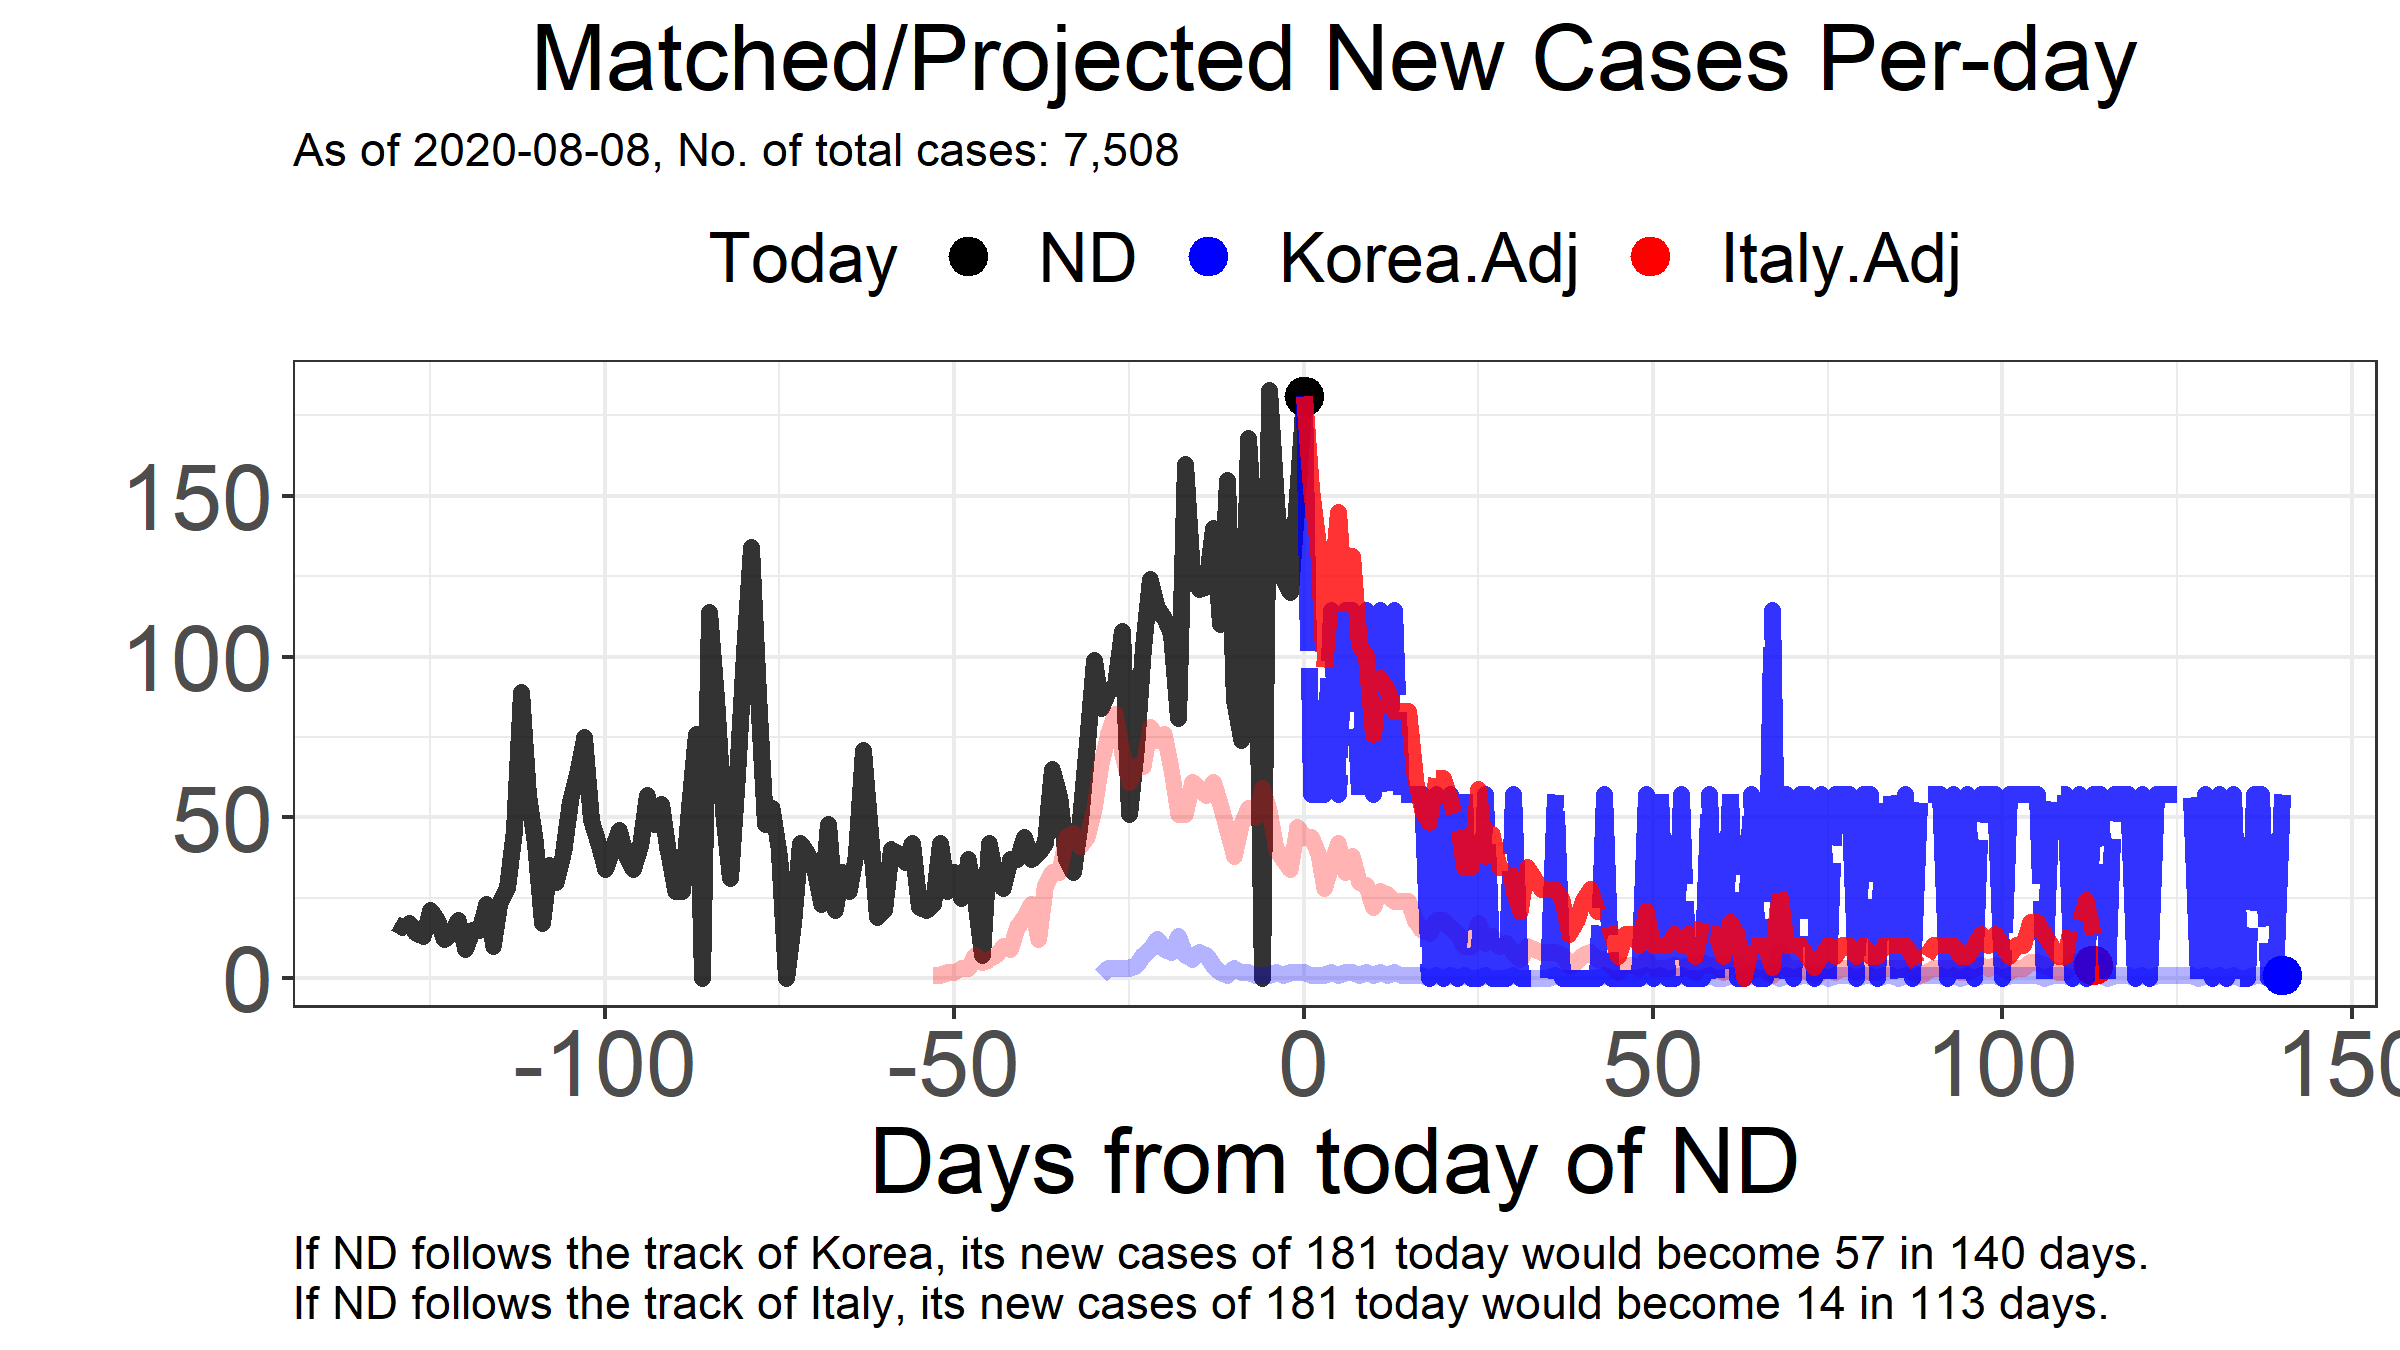 Matched/Projected New Cases Per-day
As of 2020-08-08, No. of total cases: 7,508
Today ND Korea.Adj Italy.Adj
150
100
50
0
-100 -50 0 50 100 150
Days from today of ND
If ND follows the track of Korea, its new cases of 181 today would become 57 in 140 days.
If ND follows the track of Italy, its new cases of 181 today would become 14 in 113 days.